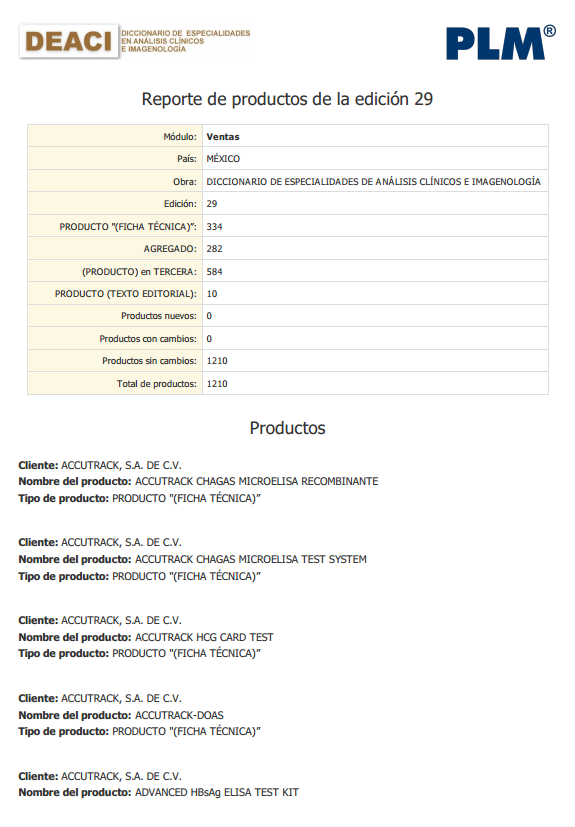 DEACI
DICCIONARIO DE ESPECIALIDADES
EN ANÁLISIS CLÍNICOS
E IMAGENOLOGÍA
PLM®
Reporte de productos de la edición 29
Módulo: Ventas
País: MÉXICO
Obra: DICCIONARIO DE ESPECIALIDADES DE ANÁLISIS CLÍNICOS E IMAGENOLOGÍA
Edición: 29
PRODUCTO "(FICHA TÉCNICA)”: 334
AGREGADO: 282
(PRODUCTO) en TERCERA: 584
PRODUCTO (TEXTO EDITORIAL): 10
Productos nuevos: 0
Productos con cambios: 0
Productos sin cambios: 1210
Total de productos: 1210
Productos
Cliente: ACCUTRACK, S.A. DE C.V.
Nombre del producto: ACCUTRACK CHAGAS MICROELISA RECOMBINANTE
Tipo de producto: PRODUCTO "(FICHA TÉCNICA)”
Cliente: ACCUTRACK, S.A. DE C.V.
Nombre del producto: ACCUTRACK CHAGAS MICROELISA TEST SYSTEM
Tipo de producto: PRODUCTO "(FICHA TÉCNICA)”
Cliente: ACCUTRACK, S.A. DE C.V.
Nombre del producto: ACCUTRACK HCG CARD TEST
Tipo de producto: PRODUCTO "(FICHA TÉCNICA)”
Cliente: ACCUTRACK, S.A. DE C.V.
Nombre del producto: ACCUTRACK-DOAS
Tipo de producto: PRODUCTO "(FICHA TÉCNICA)”
Cliente: ACCUTRACK, S.A. DE C.V.
Nombre del producto: ADVANCED HBsAg ELISA TEST KIT